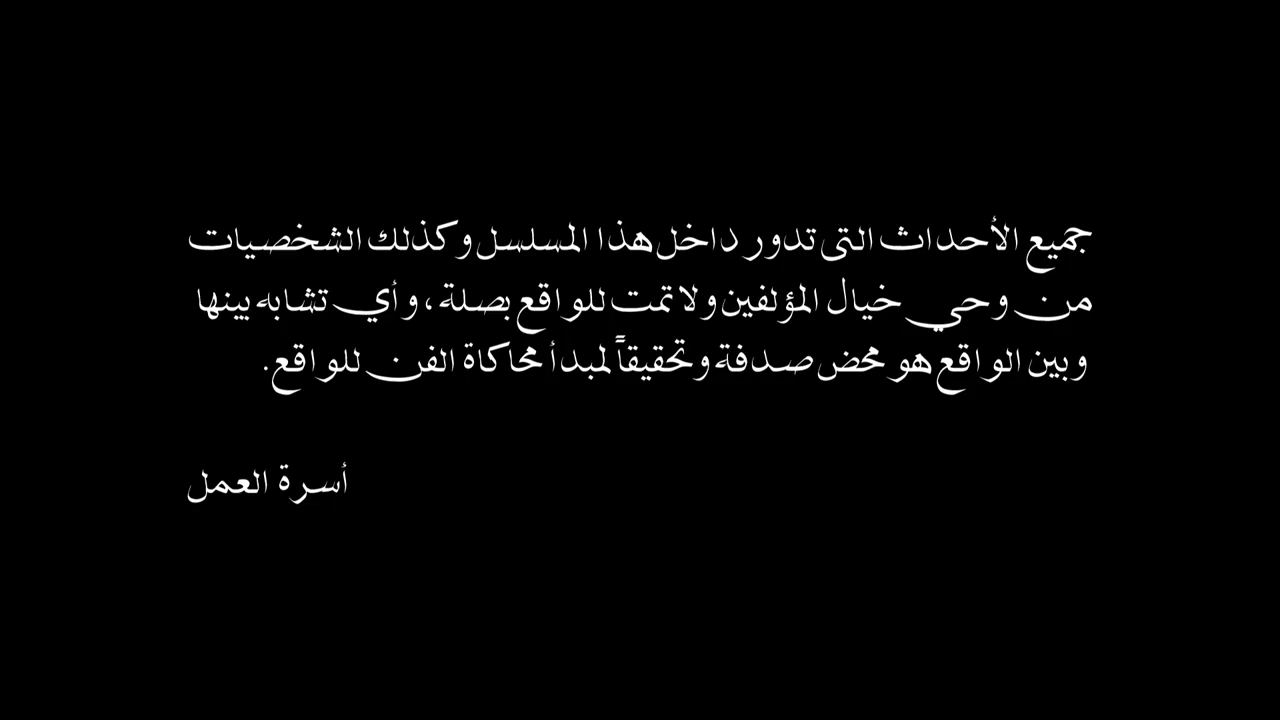 جميع الأحداث التى تدور داخل هذا المسلسل وكذلك الشخصيات
من وحي خيال المؤلفين ولا تمت للواقع بصلة ، وأي تشابه بينها
وبين الواقع هو محض صدفة وتحقيقاً لمبدأ محاكاة الفن للواقع.
أسرة العمل